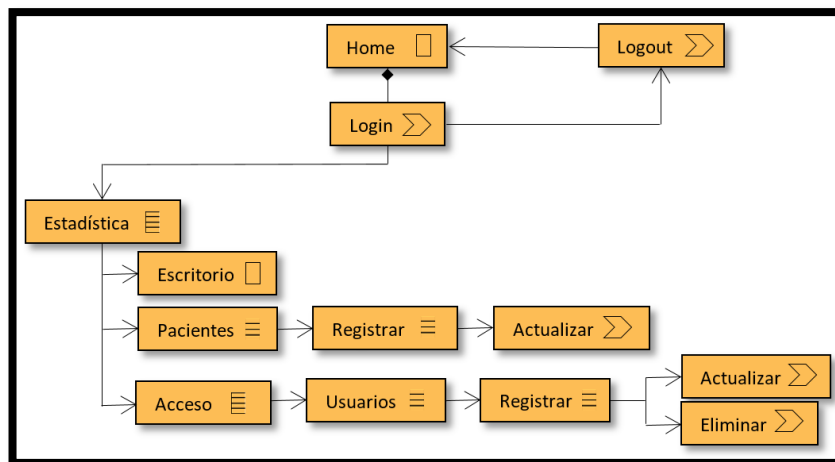 Home
Logout
Login
Estadística
Escritorio
Pacientes
Registrar
Actualizar
Acceso
Usuarios
Registrar
Actualizar
Eliminar